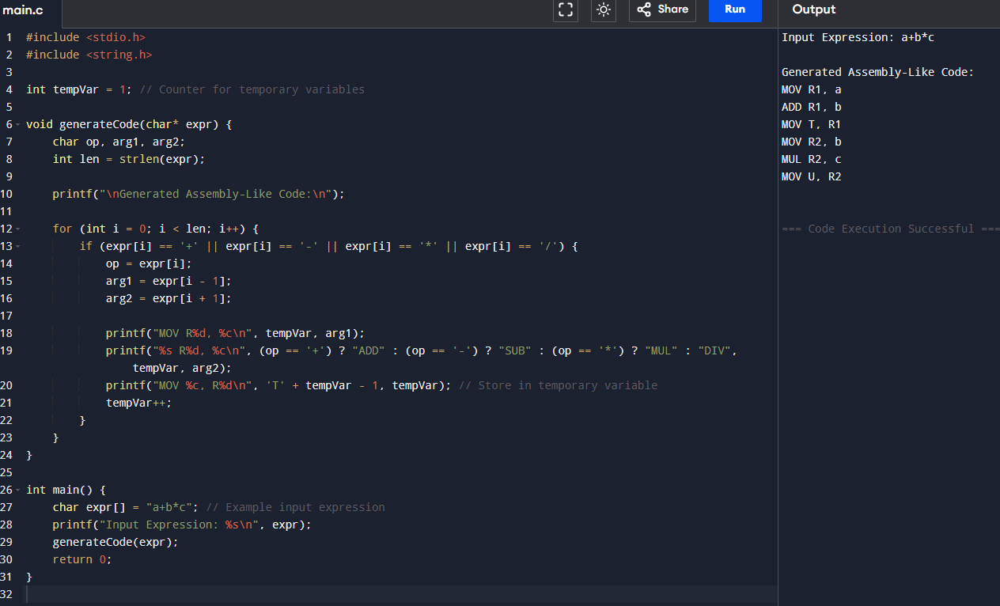 main.c
Share
Run
Output
1 #include <stdio.h>
2 #include <string.h>
3
4 int tempVar = 1; // Counter for temporary variables
5
6 void generateCode(char* expr) {
7     char op, arg1, arg2;
8     int len = strlen(expr);
9
10     printf("\nGenerated Assembly-Like Code:\n");
11
12     for (int i = 0; i < len; i++) {
13         if (expr[i] == '+' || expr[i] == '-' || expr[i] == '*' || expr[i] == '/') {
14             op = expr[i];
15             arg1 = expr[i - 1];
16             arg2 = expr[i + 1];
17
18             printf("MOV R%d, %c\n", tempVar, arg1);
19             printf("%s R%d, %c\n", (op == '+') ? "ADD" : (op == '-') ? "SUB" : (op == '*') ? "MUL" : "DIV",
                tempVar, arg2);
20             printf("MOV %c, R%d\n", 'T' + tempVar - 1, tempVar); // Store in temporary variable
21             tempVar++;
22         }
23     }
24 }
25
26 int main() {
27     char expr[] = "a+b*c"; // Example input expression
28     printf("Input Expression: %s\n", expr);
29     generateCode(expr);
30     return 0;
31 }
32
Input Expression: a+b*c

Generated Assembly-Like Code:
MOV R1, a
ADD R1, b
MOV T, R1
MOV R2, b
MUL R2, c
MOV U, R2

=== Code Execution Successful ===